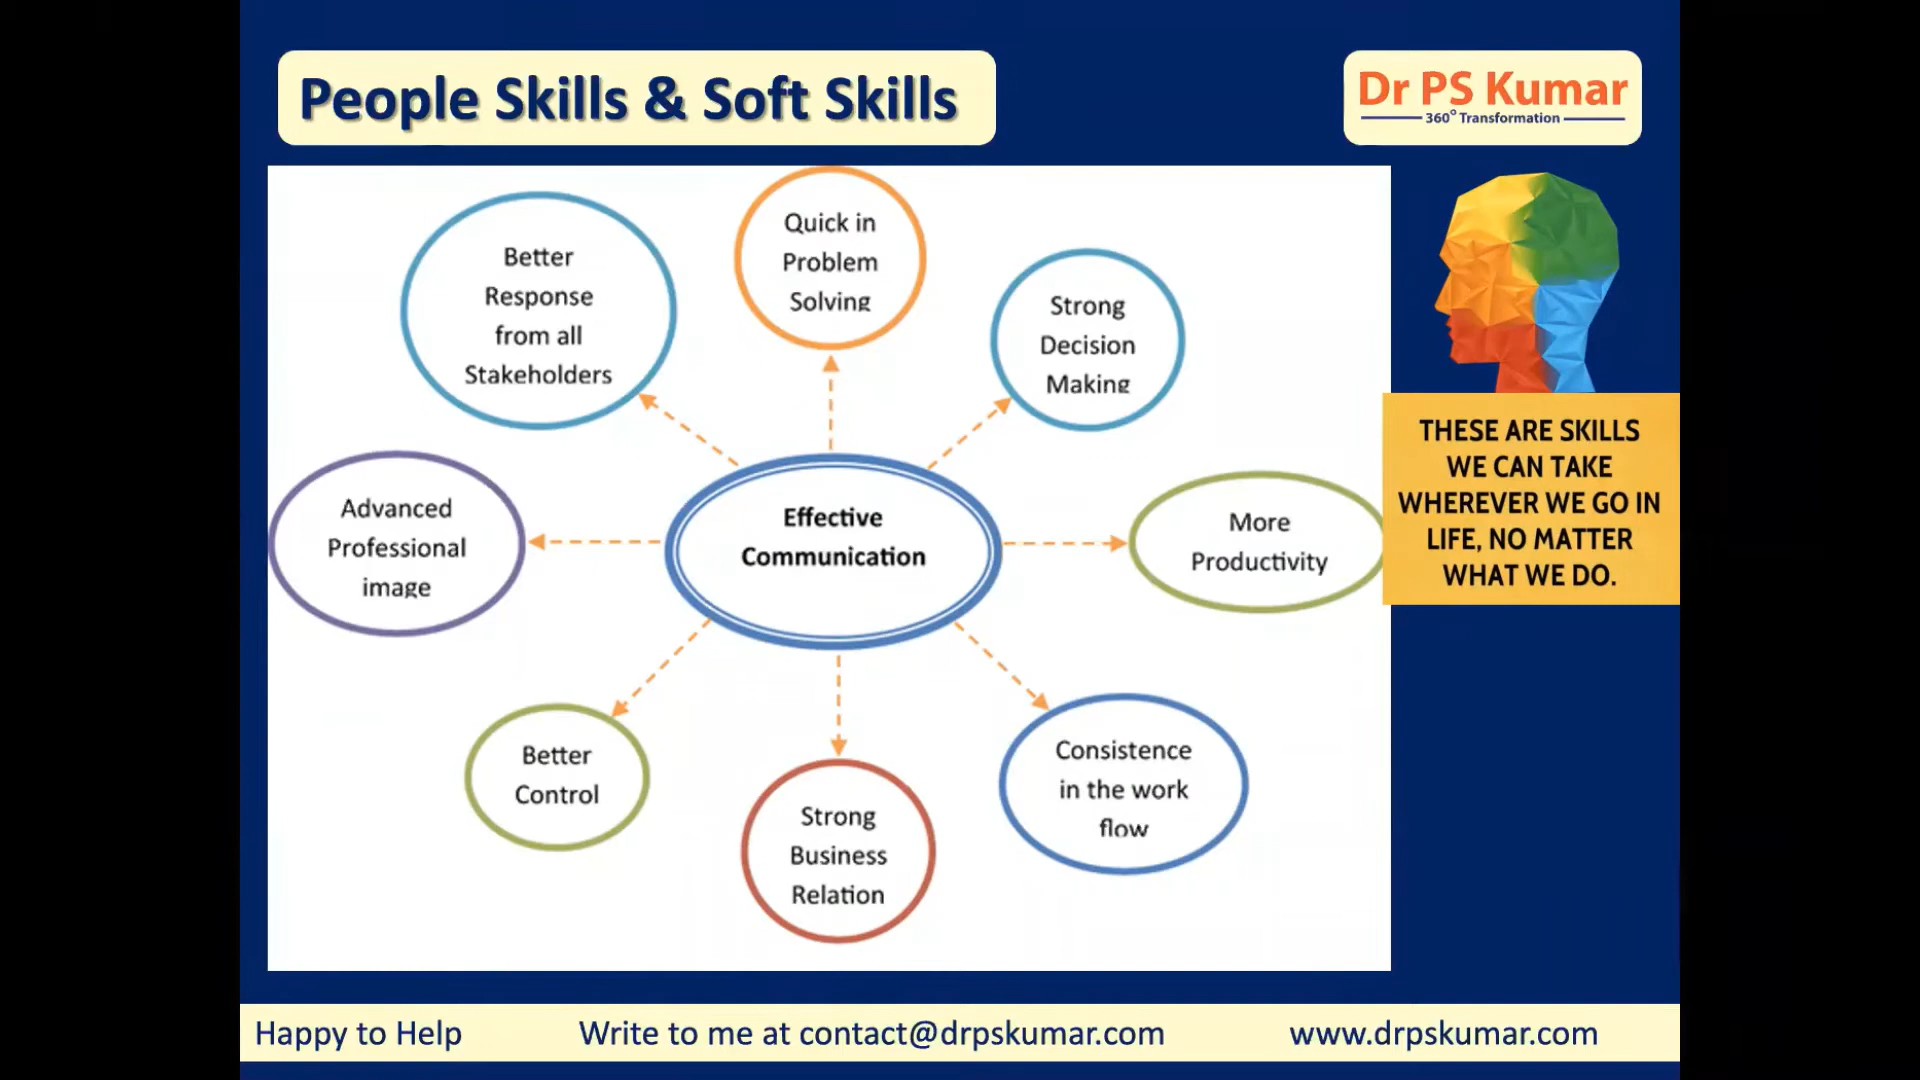 People Skills & Soft Skills
Dr PS Kumar
360° Transformation
Quick in
Problem
Solving
Better
Response
from all
Stakeholders
Strong
Decision
Making
THESE ARE SKILLS
WE CAN TAKE
WHEREVER WE GO IN
LIFE, NO MATTER
WHAT WE DO.
Advanced
Professional
image
Effective
Communication
More
Productivity
Better
Control
Strong
Business
Relation
Consistence
in the work
flow
Happy to Help
Write to me at contact@drpskumar.com
www.drpskumar.com